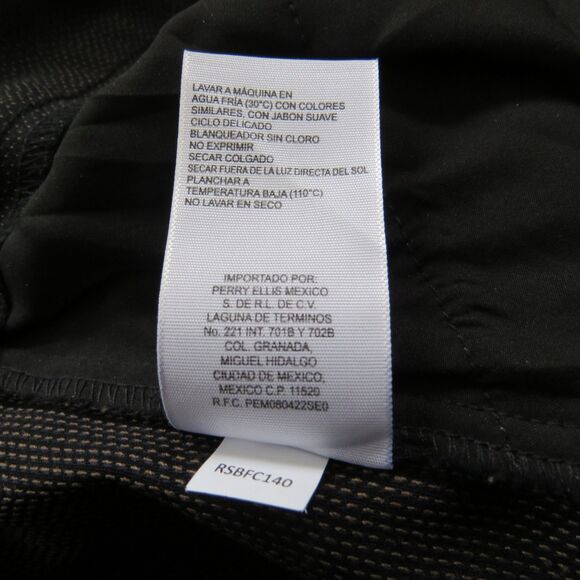 LAVAR A MÁQUINA EN
AGUA FRÍA (30°C) CON COLORES
SIMILARES, CON JABON SUAVE
CICLO DELICADO
BLANQUEADOR SIN CLORO
NO EXPRIMIR
SECAR COLGADO
SECAR FUERA DE LA LUZ DIRECTA DEL SOL
PLANCHAR A
TEMPERATURA BAJA (110°C)
NO LAVAR EN SECO
IMPORTADO POR:
PERRY ELLIS MEXICO
S. DE R.L. DE C.V.
LAGUNA DE TERMINOS
No. 221 INT. 701B Y 702B
COL. GRANADA,
MIGUEL HIDALGO
CIUDAD DE MEXICO,
MEXICO C.P. 11520
R.F.C. PEM080422SE0
RSBFC140